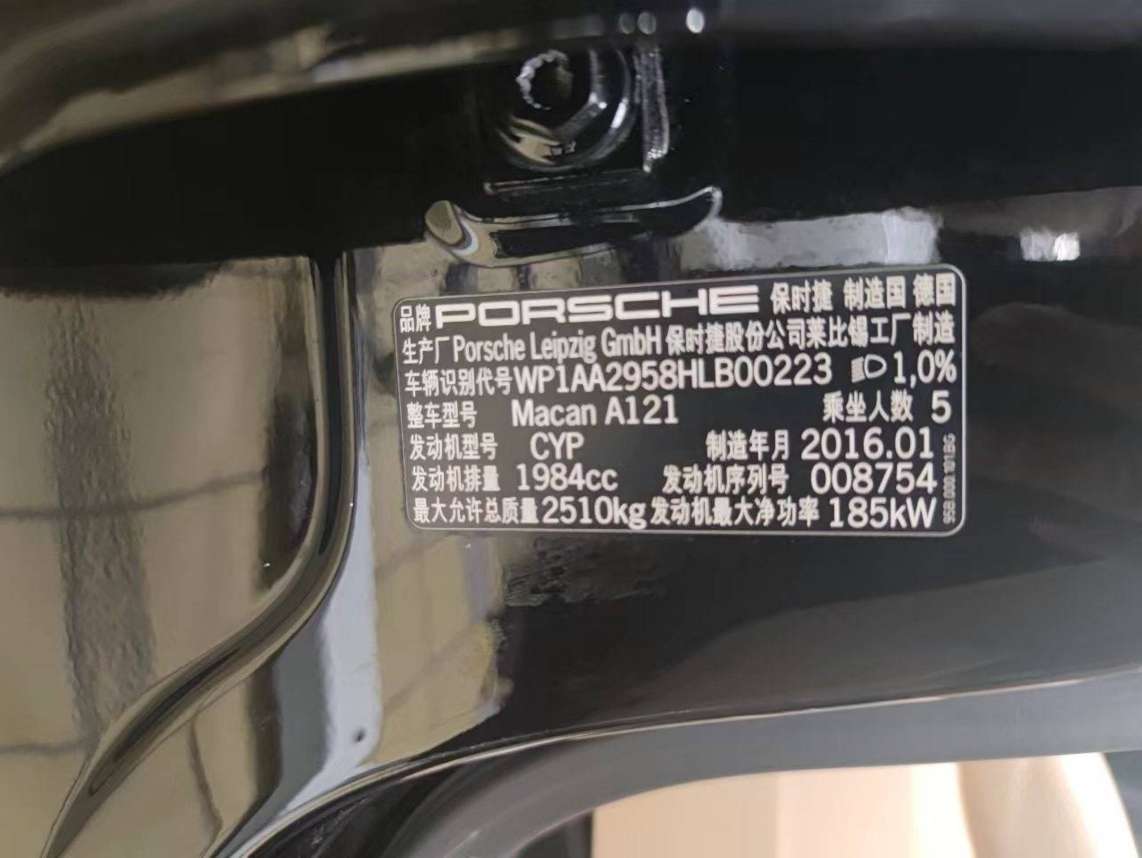 品牌 PORSCHE 保时捷 制造国 德国
生产厂 Porsche Leipzig GmbH 保时捷股份公司莱比锡工厂制造
车辆识别代号 WP1AA2958HLB00223 1,0%
整车型号 Macan A121 乘坐人数 5
发动机型号 CYP 制造年月 2016.01
发动机排量 1984cc 发动机序列号 008754
最大允许总质量 2510kg 发动机最大净功率 185kW